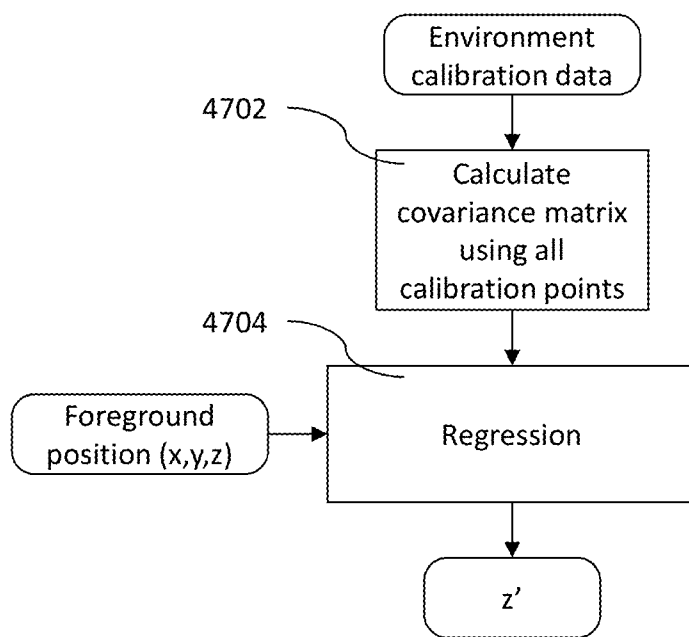 Environment
calibration data
4702
Calculate
covariance matrix
using all
calibration points
4704
Foreground
position (x,y,z)
Regression
z’